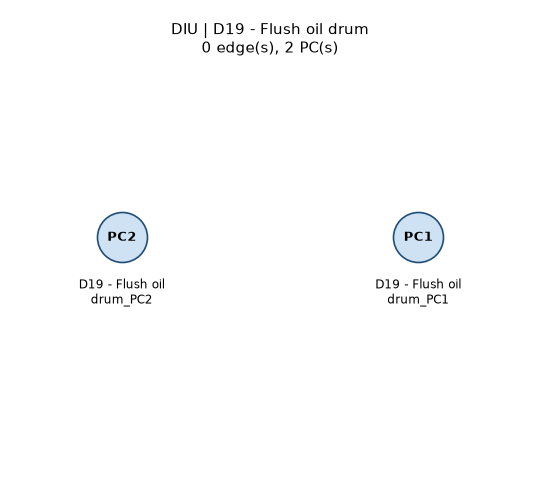 DIU | D19 - Flush oil drum
0 edge(s), 2 PC(s)
PC2
PC1
D19 - Flush oil
drum_PC2
D19 - Flush oil
drum_PC1